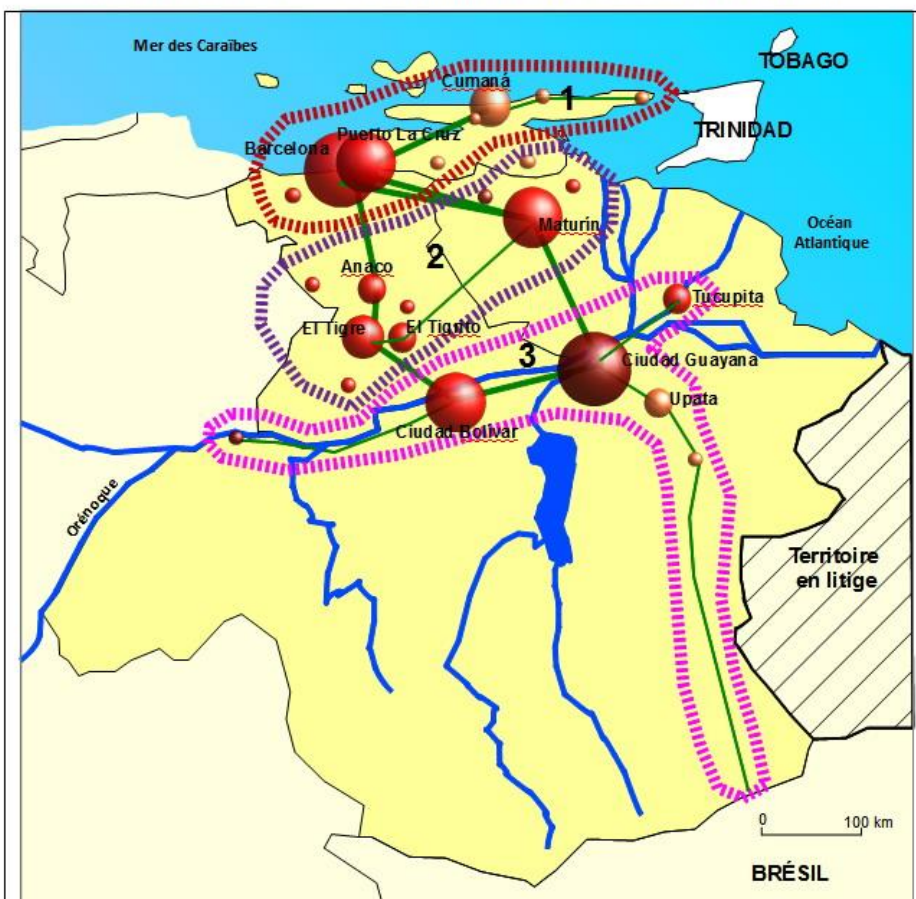 Mer des Caraïbes
TOBAGO
Cumaná
1
TRINIDAD
Puerto La Cruz
Barcelona
Océan
Atlantique
Maturín
2
Anaco
Tucupita
El Tigre
El Tigrito
3
Ciudad Guayana
Upata
Ciudad Bolívar
Orénoque
Territoire
en litige
0 100 km
BRÉSIL